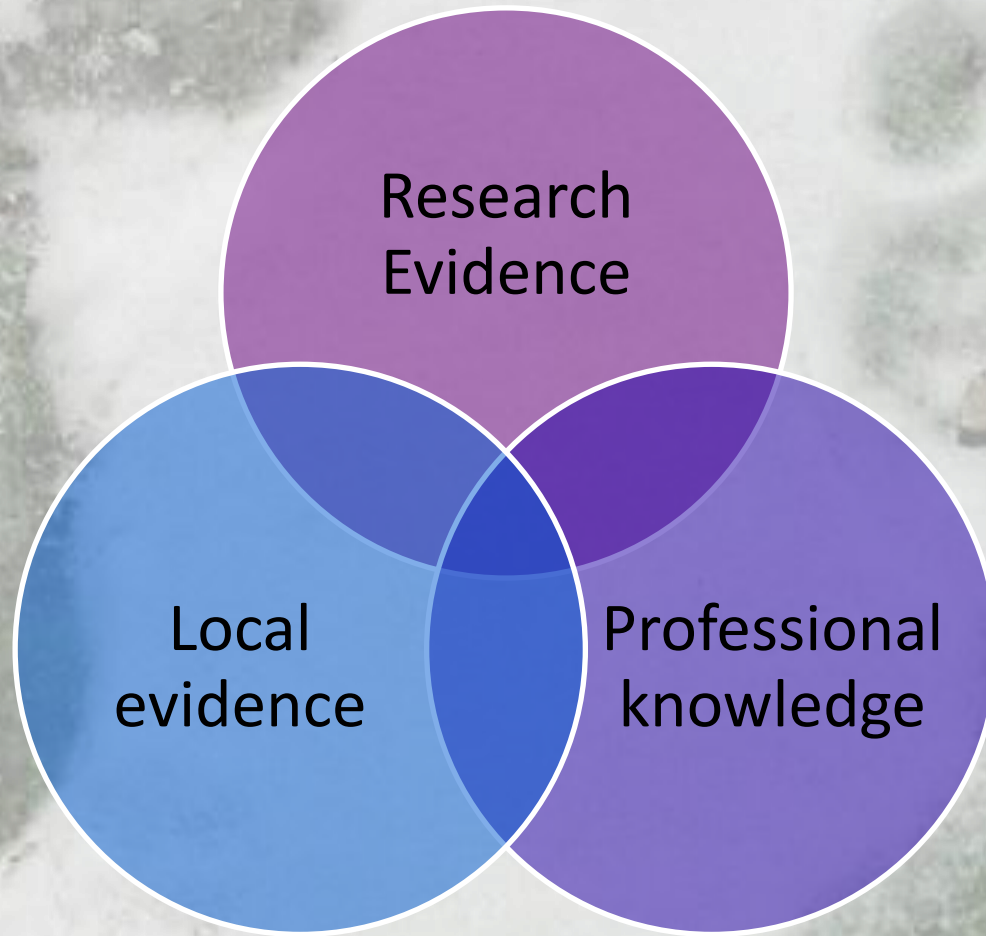 Research
Evidence
Local
evidence
Professional
knowledge